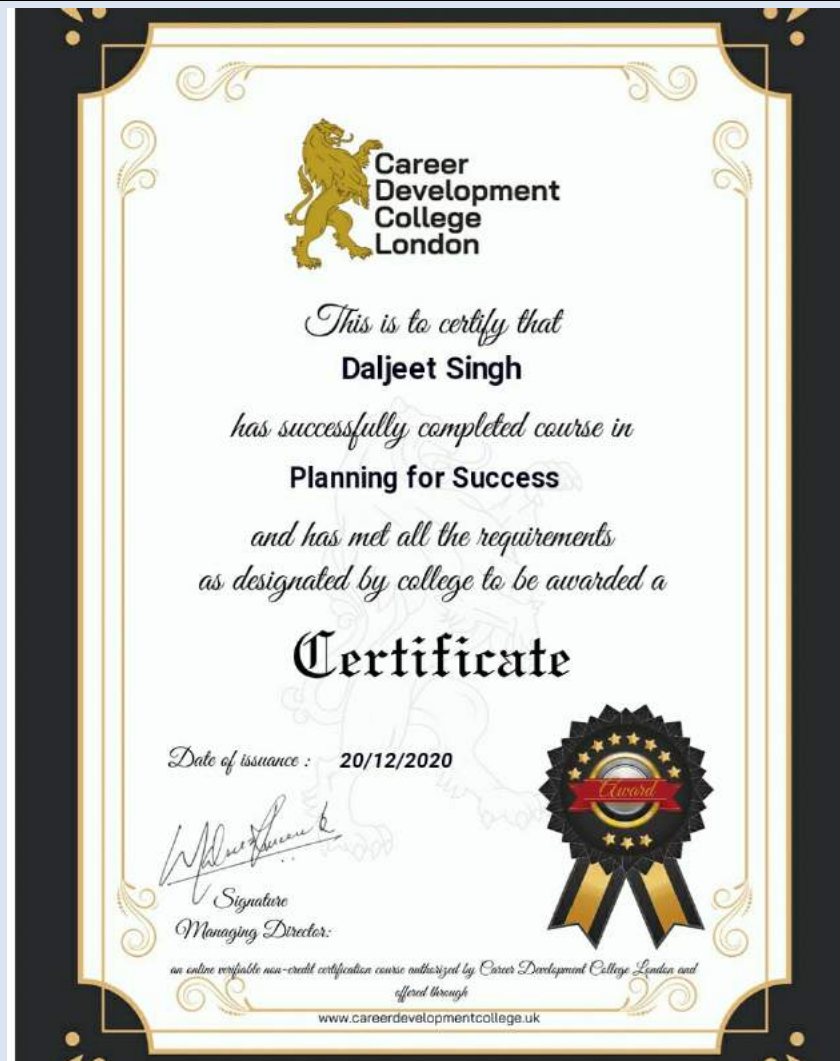 Career
Development
College
London
This is to certify that
Daljeet Singh
has successfully completed course in
Planning for Success
and has met all the requirements
as designated by college to be awarded a
Certificate
Date of issuance : 20/12/2020
Award
Signature
Managing Director:
an online verifiable non-credit certification course authorized by Career Development College London and
offered through
www.careerdevelopmentcollege.uk